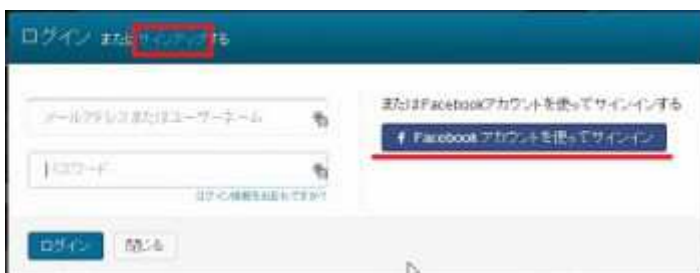 ログイン または サインアップする
メールアドレスまたはユーザーネーム
パスワード
ログイン情報をお忘れですか?
ログイン 閉じる
またはFacebookアカウントを使ってサインインする
f Facebook アカウントを使ってサインイン